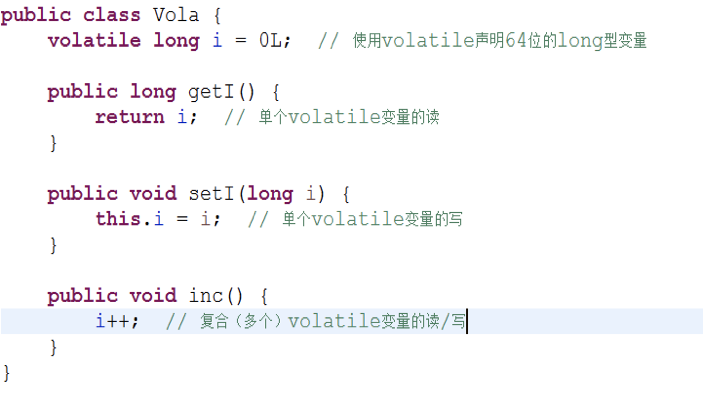 public class Vola {
    volatile long i = 0L;  // 使用volatile声明64位的long型变量
    public long getI() {
        return i;  // 单个volatile变量的读
    }
    public void setI(long i) {
        this.i = i;  // 单个volatile变量的写
    }
    public void inc() {
        i++;  // 复合（多个）volatile变量的读/写
    }
}